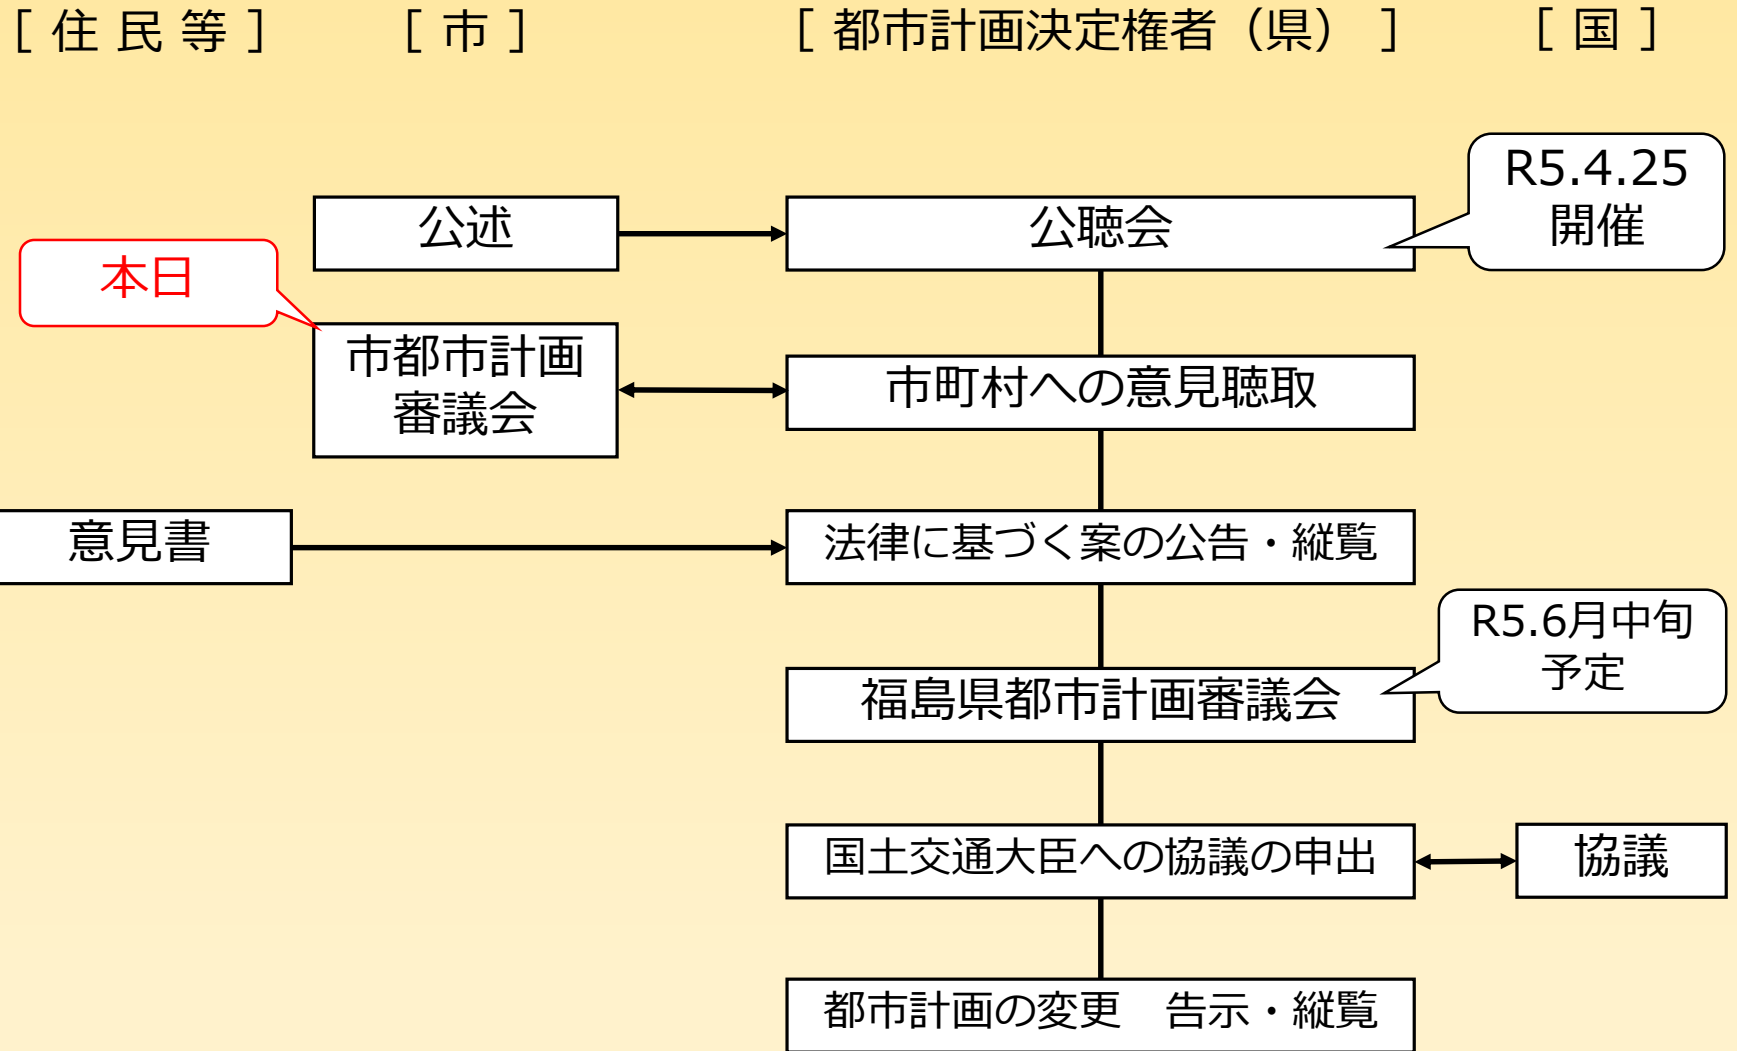 ［ 住 民 等 ］
［ 市 ］
［ 都市計画決定権者（県） ］
［ 国 ］
R5.4.25
開催
公述
公聴会
本日
市都市計画
審議会
市町村への意見聴取
意見書
法律に基づく案の公告・縦覧
R5.6月中旬
予定
福島県都市計画審議会
国土交通大臣への協議の申出
協議
都市計画の変更　告示・縦覧